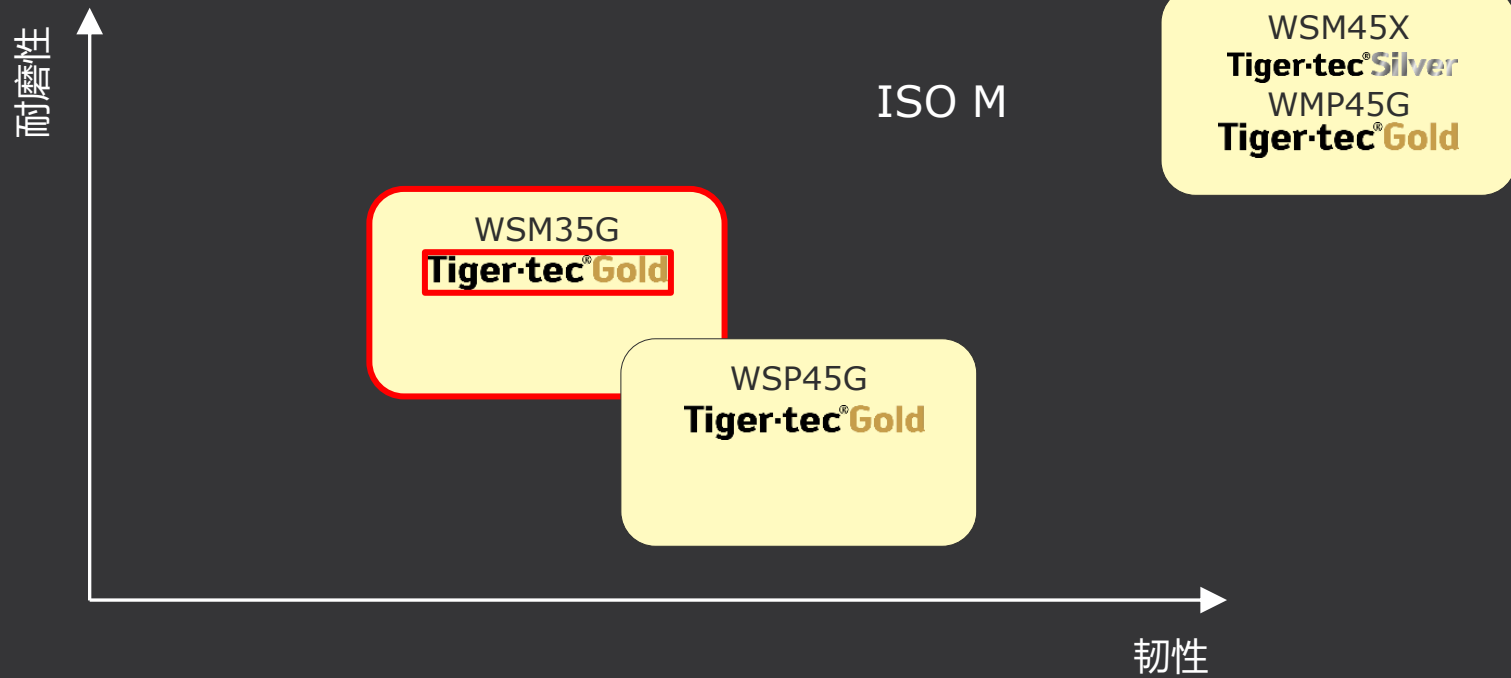 耐磨性
ISO M
WSM45X
Tiger·tec®Silver
WMP45G
Tiger·tec®Gold
WSM35G
Tiger·tec®Gold
WSP45G
Tiger·tec®Gold
韧性